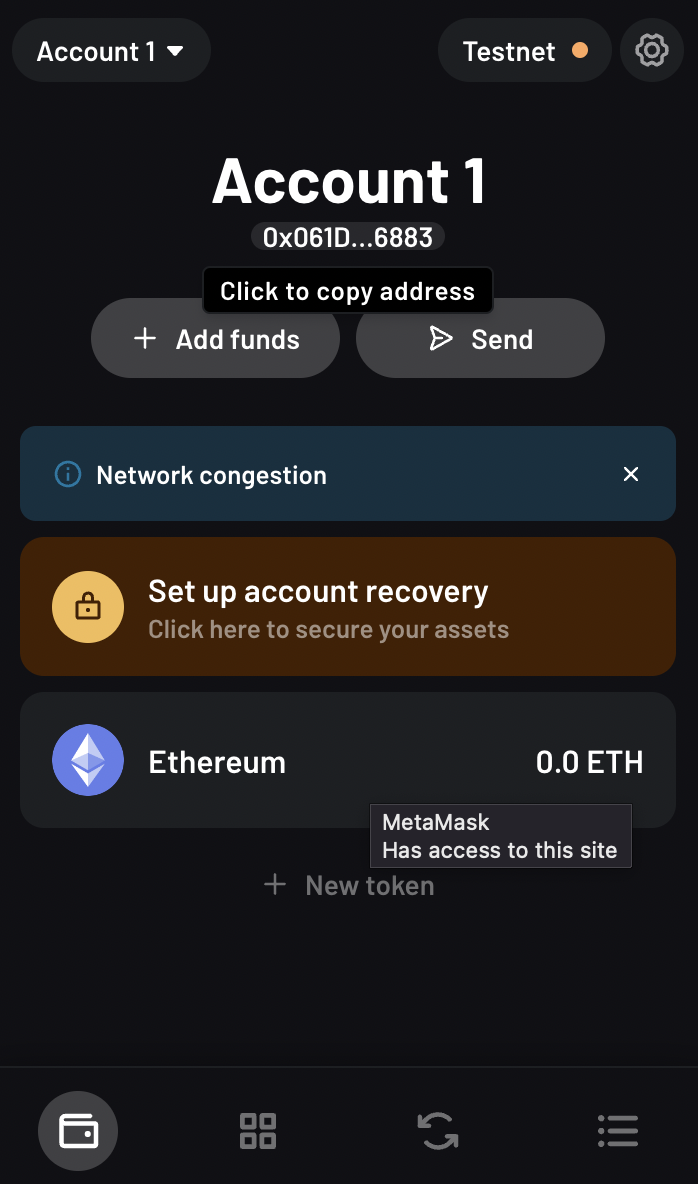 Account 1
Testnet
Account 1
0x061D...6883
Click to copy address
Add funds
Send
Network congestion
Set up account recovery
Click here to secure your assets
Ethereum
0.0 ETH
MetaMask
Has access to this site
New token